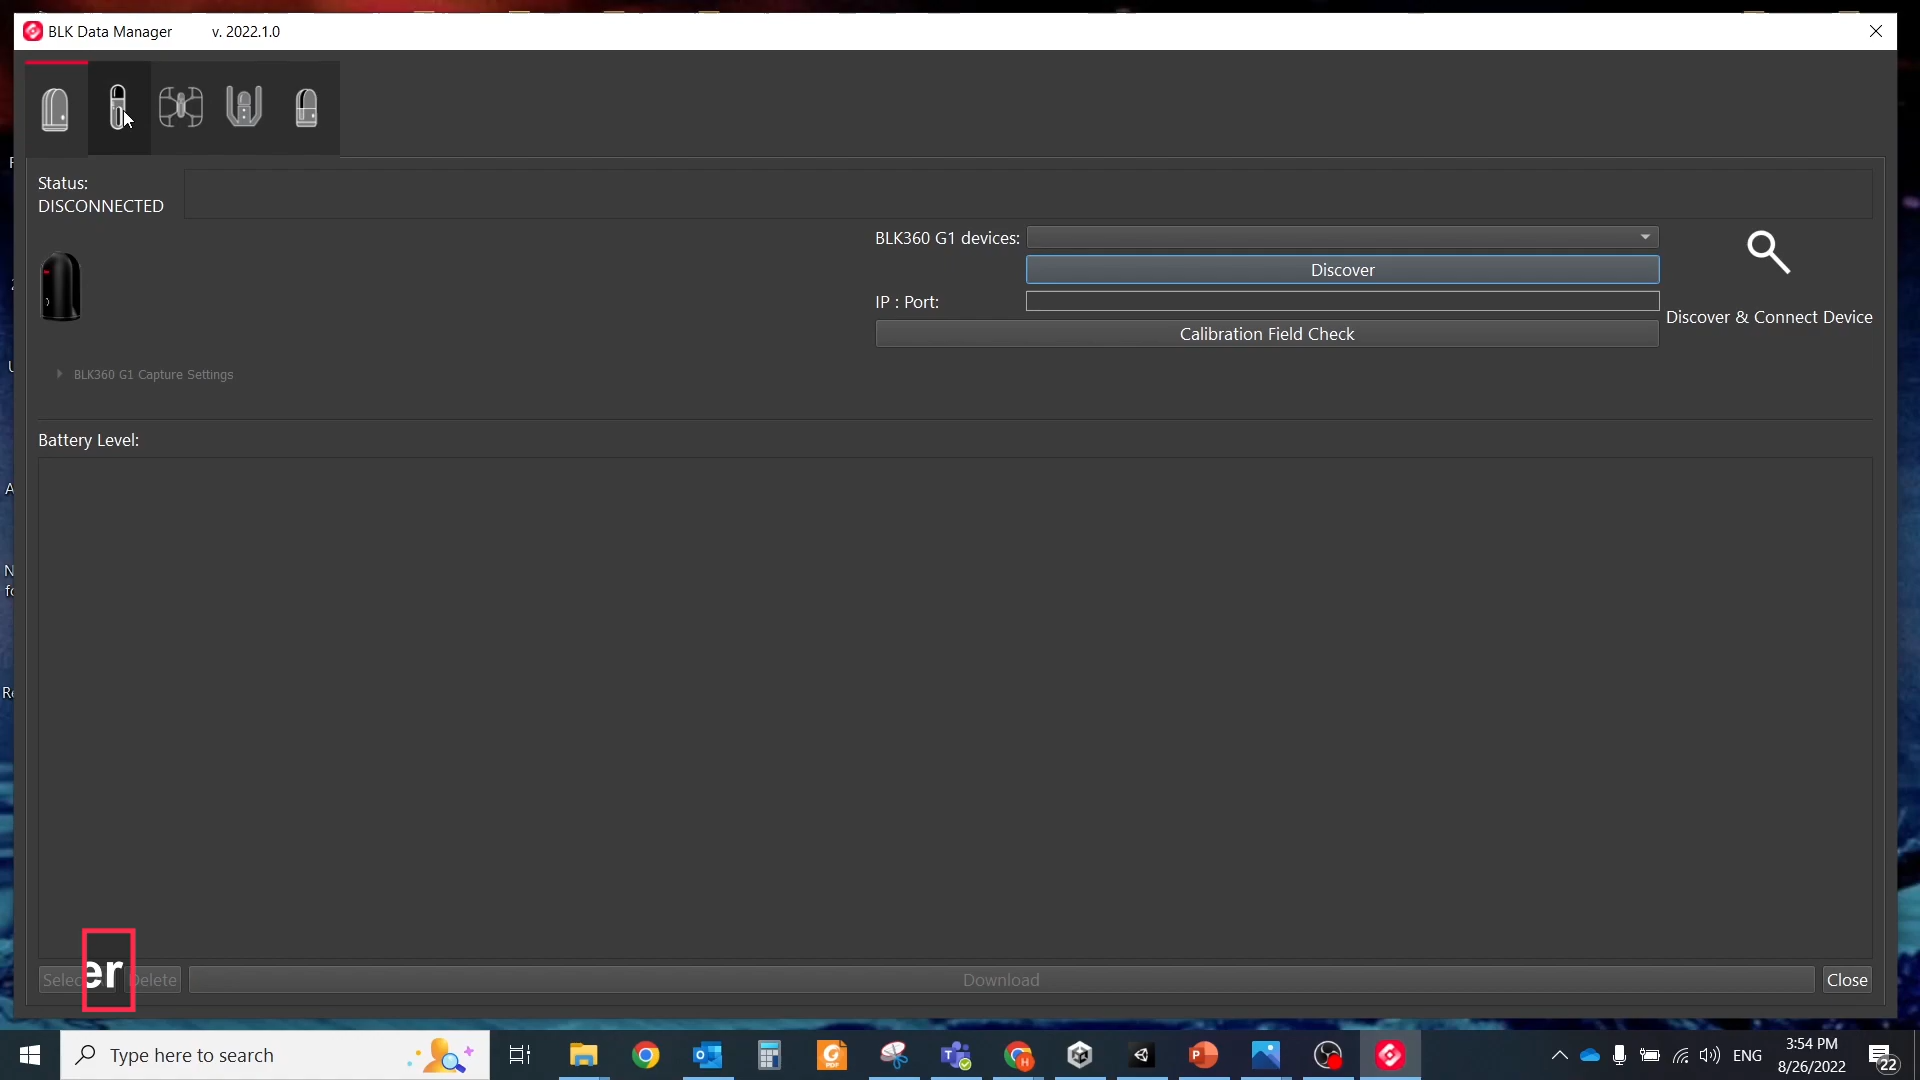 BLK Data Manager v. 2022.1.0
Status:
DISCONNECTED
BLK360 G1 devices:
Discover
IP : Port:
Discover & Connect Device
Calibration Field Check
BLK360 G1 Capture Settings
Battery Level:
Selec
er
Delete
Download
Close
Type here to search
ENG
3:54 PM
8/26/2022
22